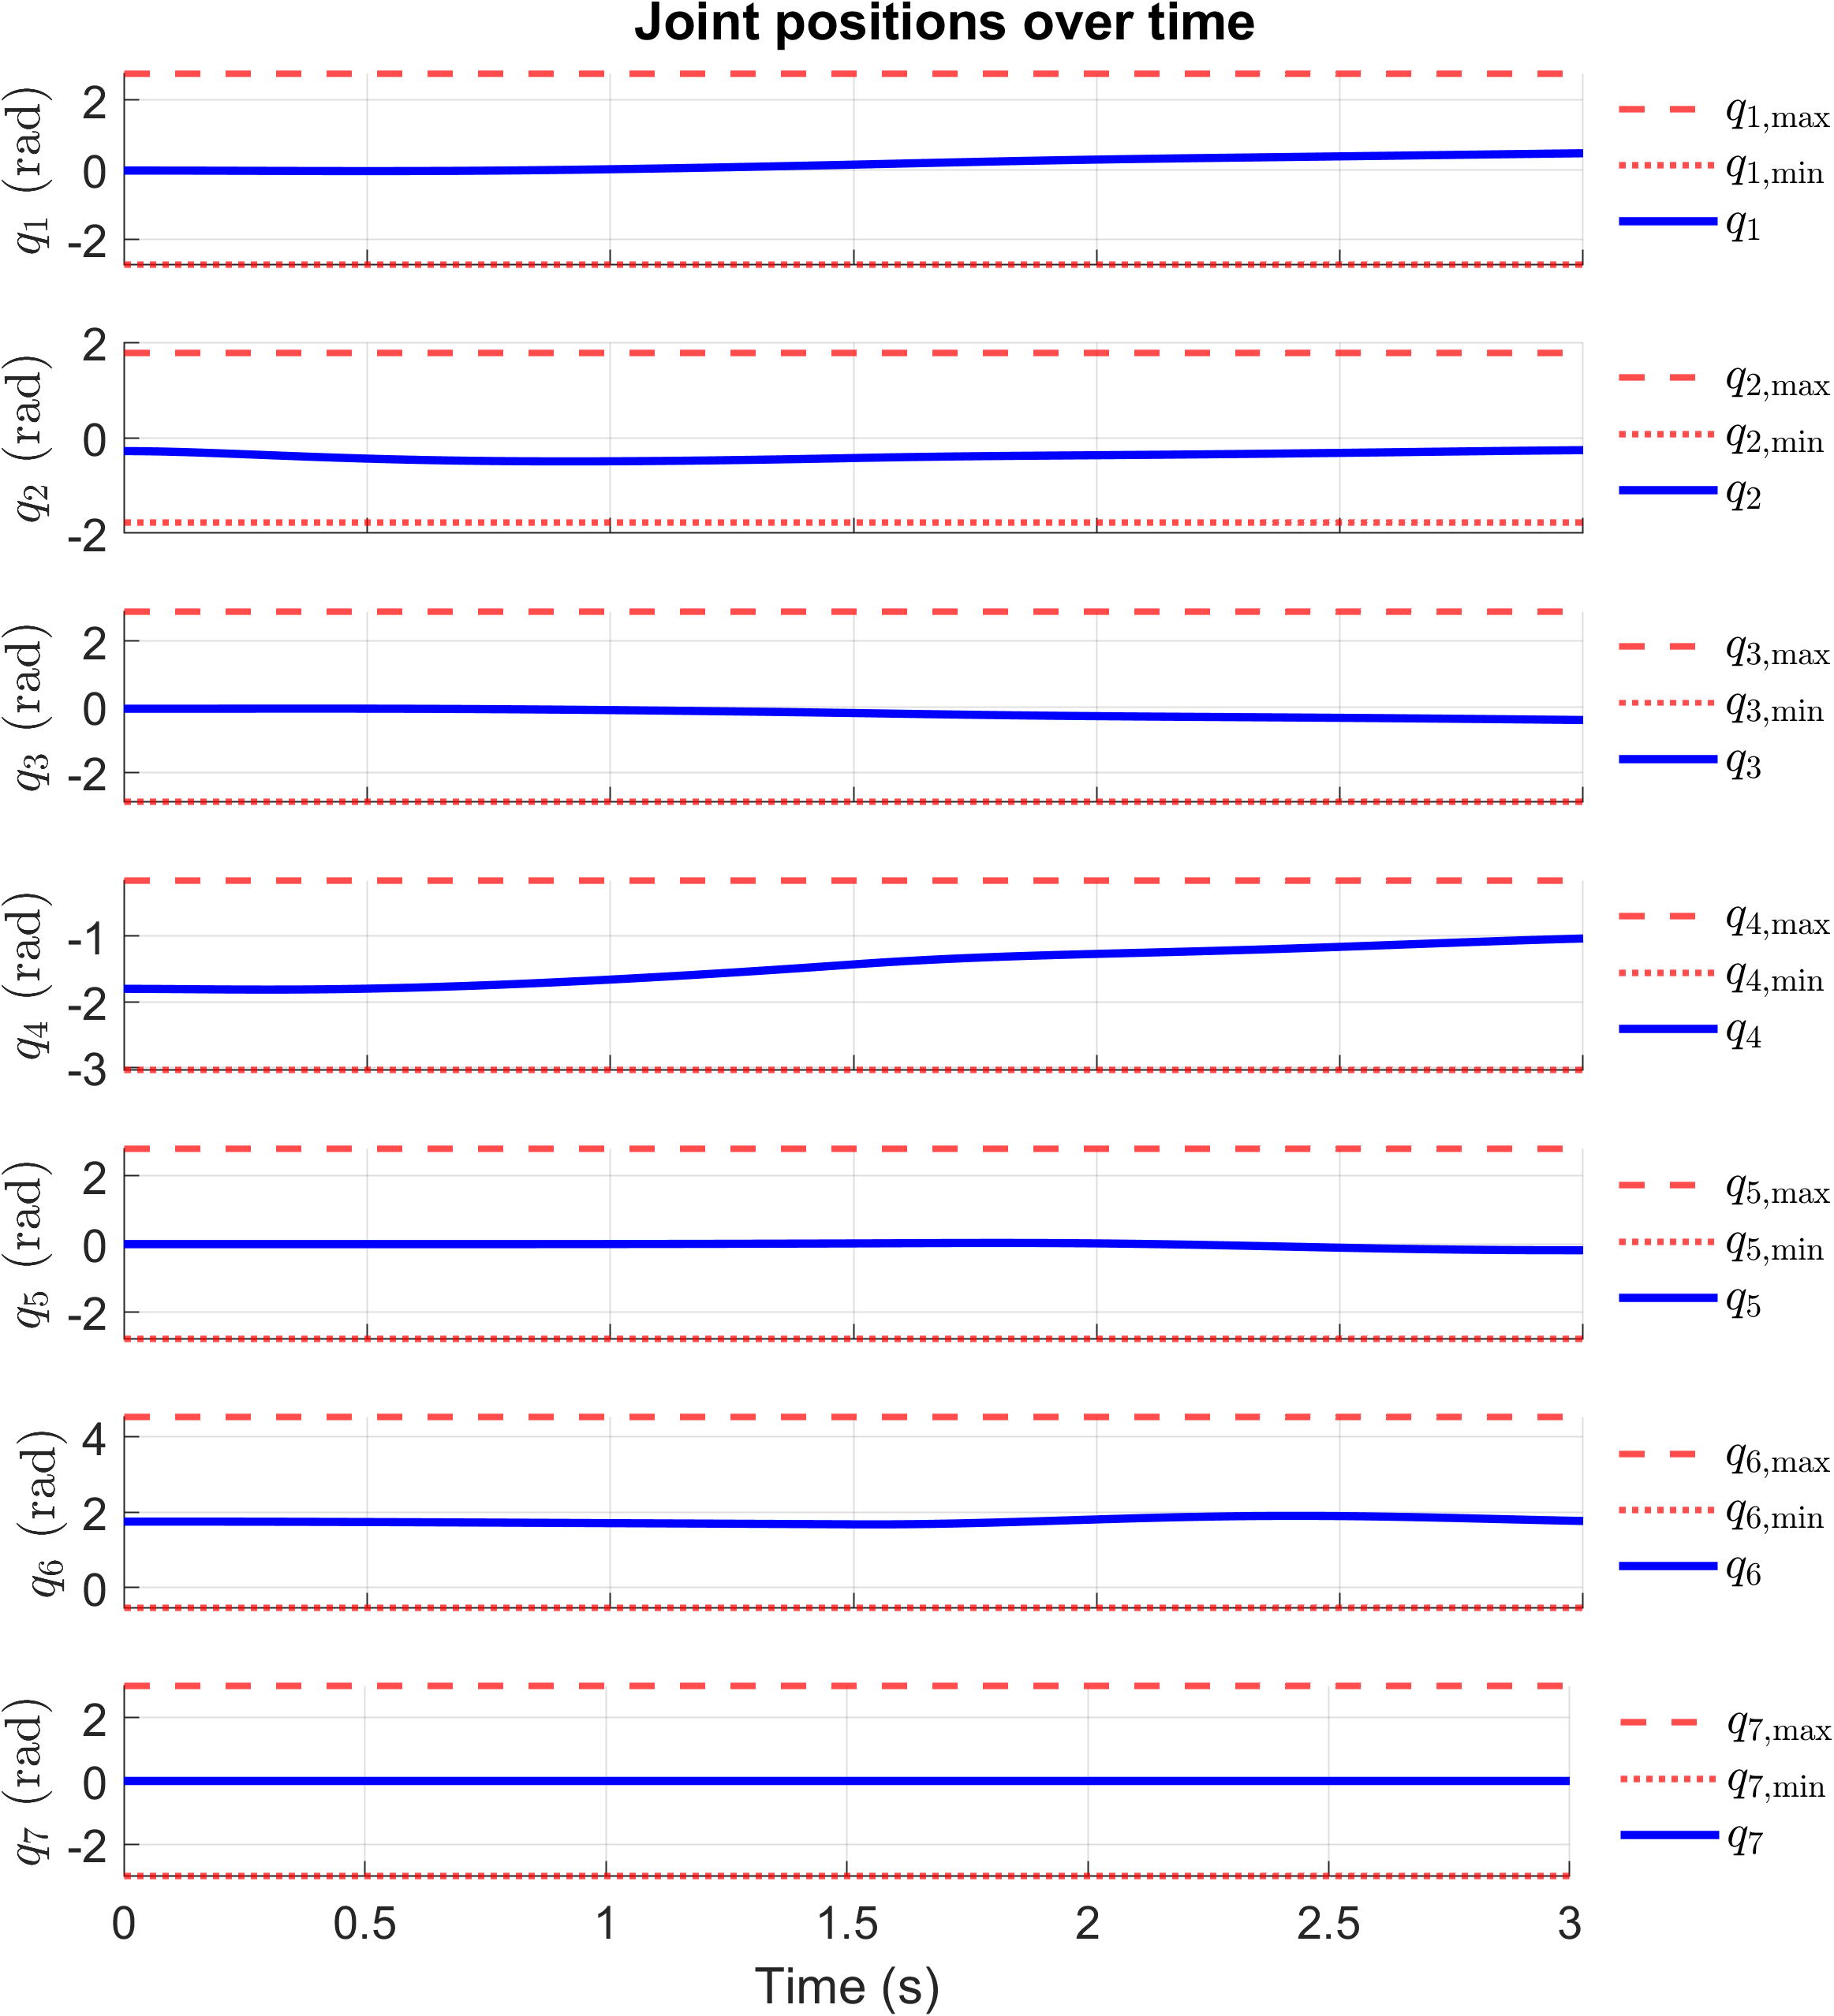 Joint positions over time
q1 (rad)
2
0
-2
q1,max
q1,min
q1
q2 (rad)
2
0
-2
q2,max
q2,min
q2
q3 (rad)
2
0
-2
q3,max
q3,min
q3
q4 (rad)
-1
-2
-3
q4,max
q4,min
q4
q5 (rad)
2
0
-2
q5,max
q5,min
q5
q6 (rad)
4
2
0
q6,max
q6,min
q6
q7 (rad)
2
0
-2
q7,max
q7,min
q7
0 0.5 1 1.5 2 2.5 3
Time (s)